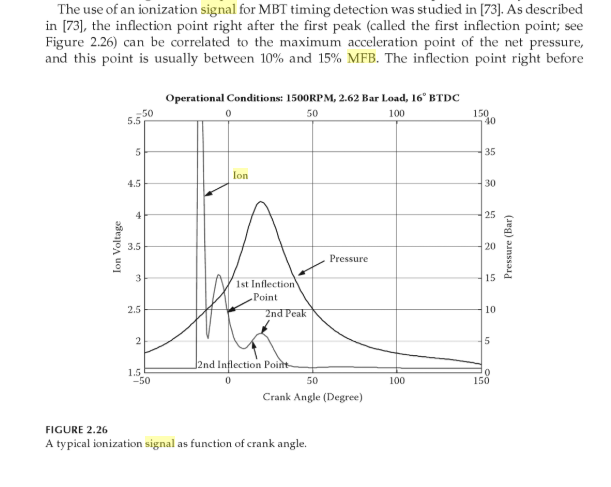 The use of an ionization signal for MBT timing detection was studied in [73]. As described
in [73], the inflection point right after the first peak (called the first inflection point; see
Figure 2.26) can be correlated to the maximum acceleration point of the net pressure,
and this point is usually between 10% and 15% MFB. The inflection point right before
Operational Conditions: 1500RPM, 2.62 Bar Load, 16° BTDC
−50 0 50 100 150
5.5 40
5 35
Ion
4.5 30
4 25
3.5 20
Ion Voltage
Pressure (Bar)
Pressure
3 15
1st Inflection
Point
2.5 10
2nd Peak
2 5
2nd Inflection Point
1.5 0
−50 0 50 100 150
Crank Angle (Degree)
FIGURE 2.26
A typical ionization signal as function of crank angle.